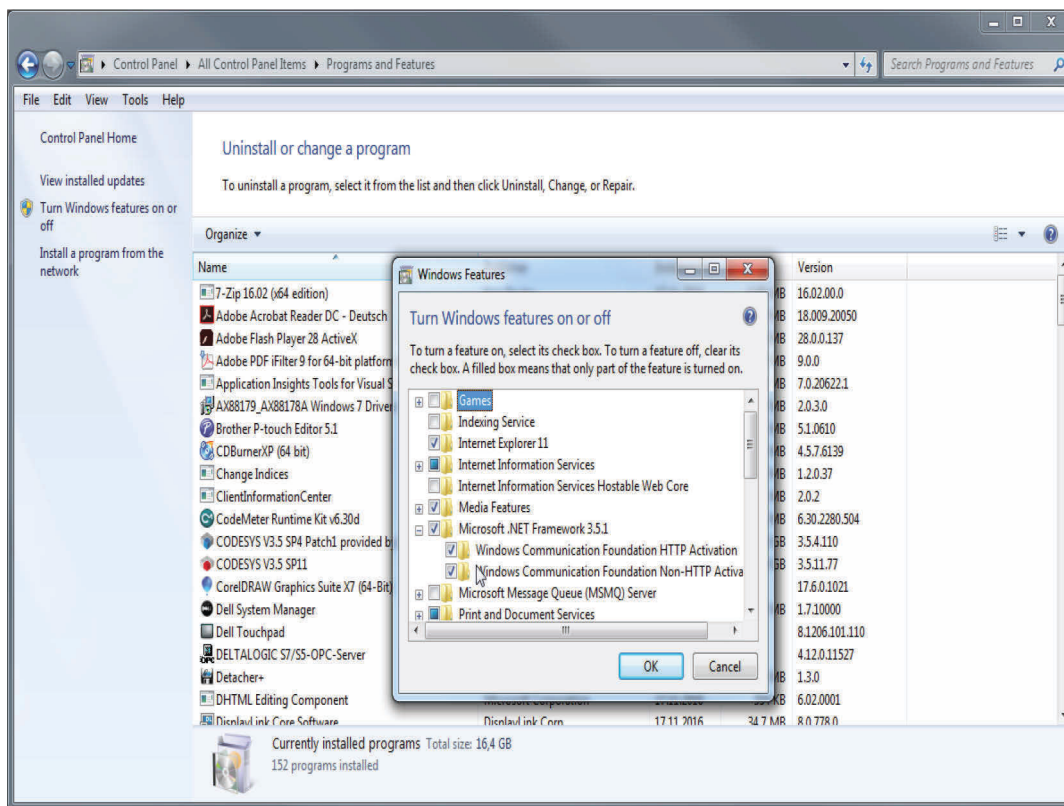 Control Panel ▸ All Control Panel Items ▸ Programs and Features
Search Programs and Features
File Edit View Tools Help
Control Panel Home
View installed updates
Turn Windows features on or
off
Install a program from the
network
Uninstall or change a program
To uninstall a program, select it from the list and then click Uninstall, Change, or Repair.
Organize
Name
Version
7-Zip 16.02 (x64 edition)
16.02.00.0
Adobe Acrobat Reader DC - Deutsch
18.009.20050
Adobe Flash Player 28 ActiveX
28.0.0.137
Adobe PDF iFilter 9 for 64-bit platform
9.0.0
Application Insights Tools for Visual S
7.0.20622.1
AX88179_AX88178A Windows 7 Driver
2.0.3.0
Brother P-touch Editor 5.1
5.1.0610
CDBurnerXP (64 bit)
4.5.7.6139
Change Indices
1.2.0.37
ClientInformationCenter
2.0.2
CodeMeter Runtime Kit v6.30d
6.30.2280.504
CODESYS V3.5 SP4 Patch1 provided b
3.5.4.110
CODESYS V3.5 SP11
3.5.11.77
CorelDRAW Graphics Suite X7 (64-Bit)
17.6.0.1021
Dell System Manager
1.7.10000
Dell Touchpad
8.1206.101.110
DELTALOGIC S7/S5-OPC-Server
4.12.0.11527
Detacher+
MB 1.3.0
DHTML Editing Component
KB 6.02.0001
DisplayLink Core Software DisplayLink Corp. 17.11.2016 34,7 MB 8.0.778.0
Windows Features
Turn Windows features on or off
To turn a feature on, select its check box. To turn a feature off, clear its
check box. A filled box means that only part of the feature is turned on.
Games
Indexing Service
Internet Explorer 11
Internet Information Services
Internet Information Services Hostable Web Core
Media Features
Microsoft .NET Framework 3.5.1
Windows Communication Foundation HTTP Activation
Windows Communication Foundation Non-HTTP Activa
Microsoft Message Queue (MSMQ) Server
Print and Document Services
OK Cancel
Currently installed programs Total size: 16,4 GB
152 programs installed